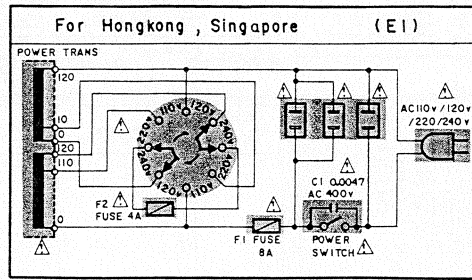 For Hongkong, Singapore (E1)
POWER TRANS
120
10
0
120
110
0
110V
120V
240V
220V
110V
120V
240V
220V
F2
FUSE 4A
F1 FUSE
8A
C1 0.0047
AC 400V
POWER
SWITCH
AC110V/120V
/220/240V